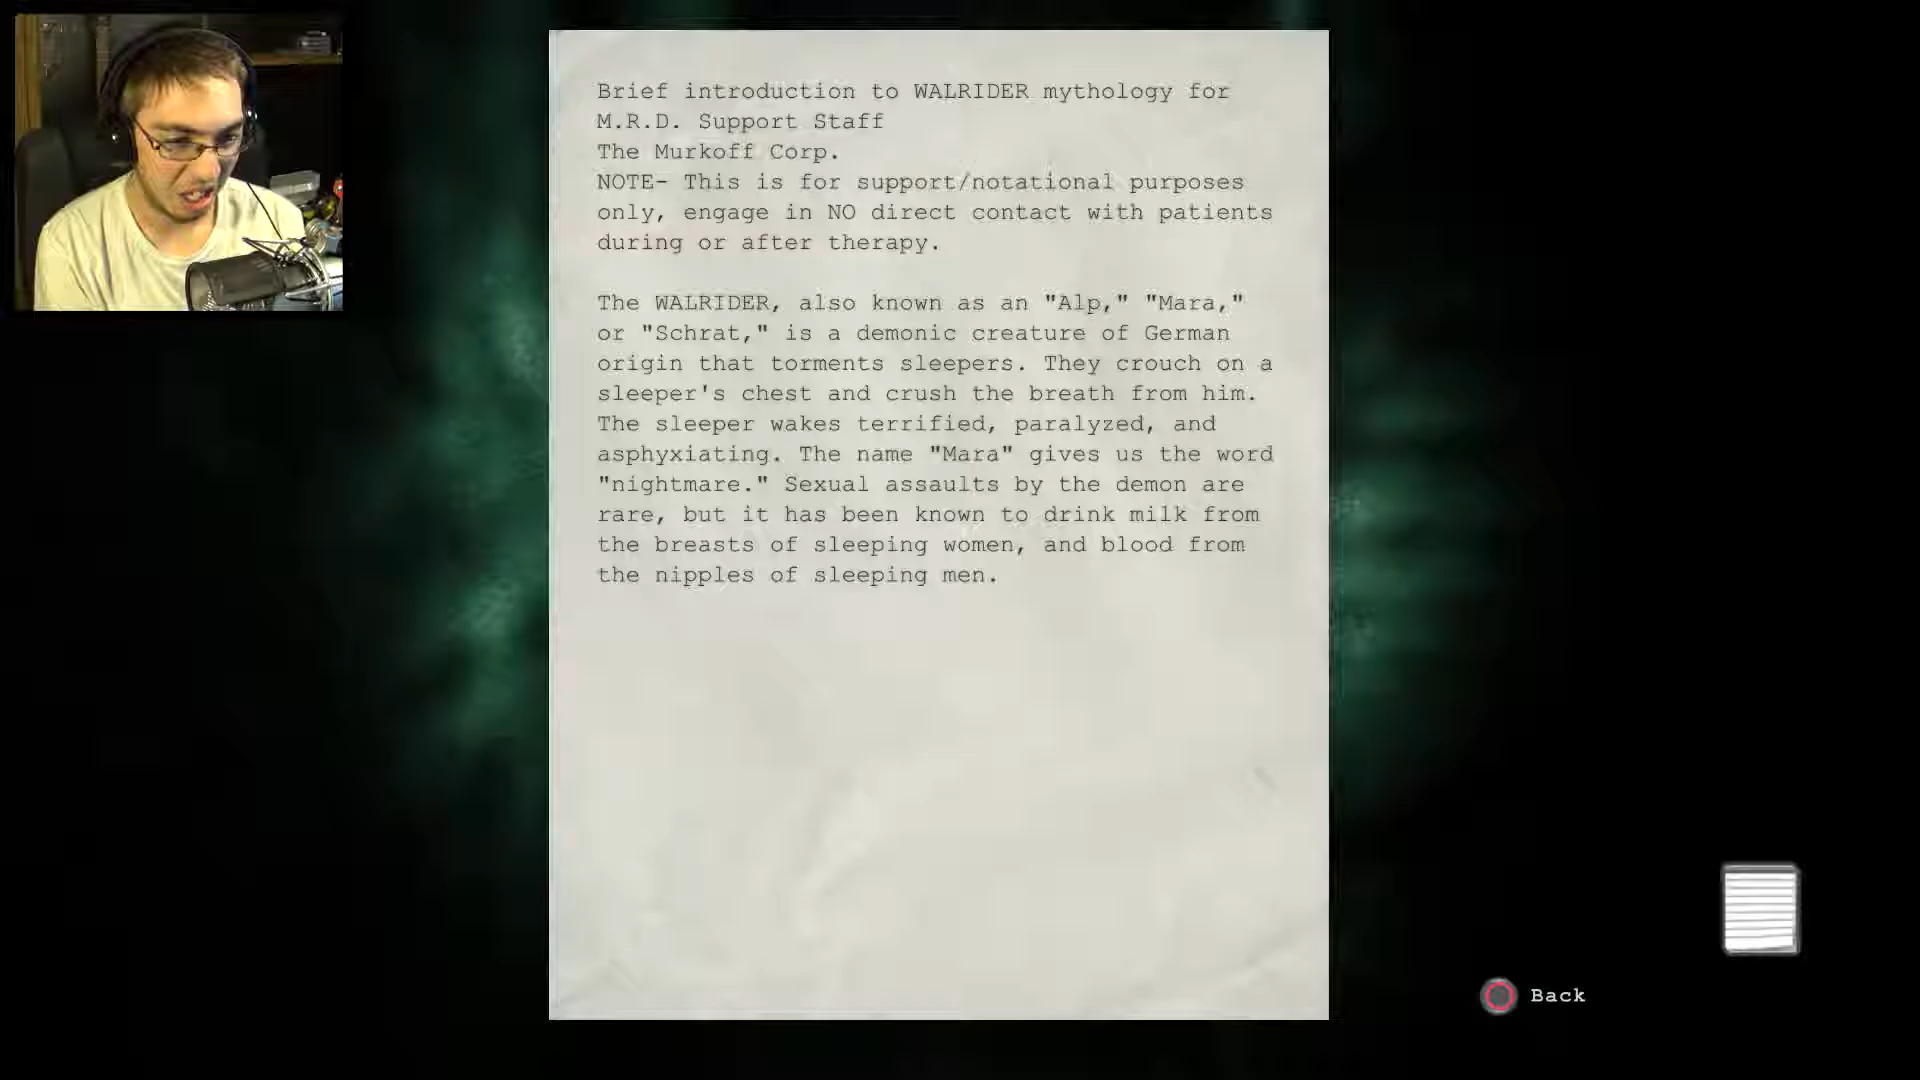 Brief introduction to WALRIDER mythology for
M.R.D. Support Staff
The Murkoff Corp.
NOTE- This is for support/notational purposes
only, engage in NO direct contact with patients
during or after therapy.
The WALRIDER, also known as an "Alp," "Mara,"
or "Schrat," is a demonic creature of German
origin that torments sleepers. They crouch on a
sleeper's chest and crush the breath from him.
The sleeper wakes terrified, paralyzed, and
asphyxiating. The name "Mara" gives us the word
"nightmare." Sexual assaults by the demon are
rare, but it has been known to drink milk from
the breasts of sleeping women, and blood from
the nipples of sleeping men.
Back